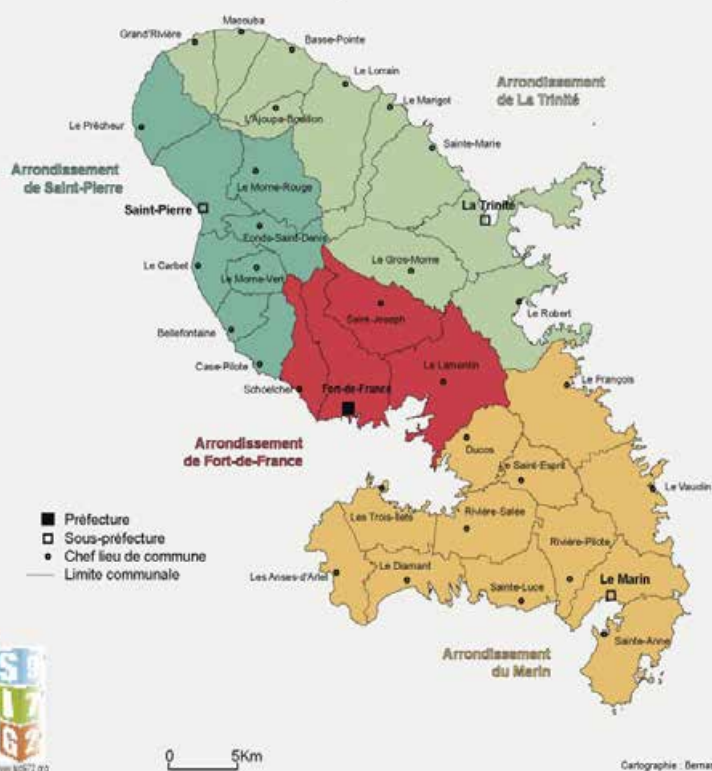 Macouba
Grand'Rivière
Basse-Pointe
Le Lorrain
Arrondissement
de La Trinité
Le Marigot
L'Ajoupa-Bouillon
Le Prêcheur
Sainte-Marie
Arrondissement
de Saint-Pierre
Le Morne-Rouge
Saint-Pierre
La Trinité
Fonds-Saint-Denis
Le Carbet
Le Morne-Vert
Le Gros-Morne
Le Robert
Saint-Joseph
Bellefontaine
Case-Pilote
Le Lamentin
Schoelcher
Fort-de-France
Le François
Arrondissement
de Fort-de-France
Ducos
Le Saint-Esprit
Le Vauclin
Les Trois-Ilets
Rivière-Salée
Préfecture
Sous-préfecture
Chef lieu de commune
Limite communale
Rivière-Pilote
Les Anses-d'Arlet
Le Diamant
Sainte-Luce
Le Marin
Sainte-Anne
Arrondissement
du Marin
0 5Km
Cartographie : Bernar